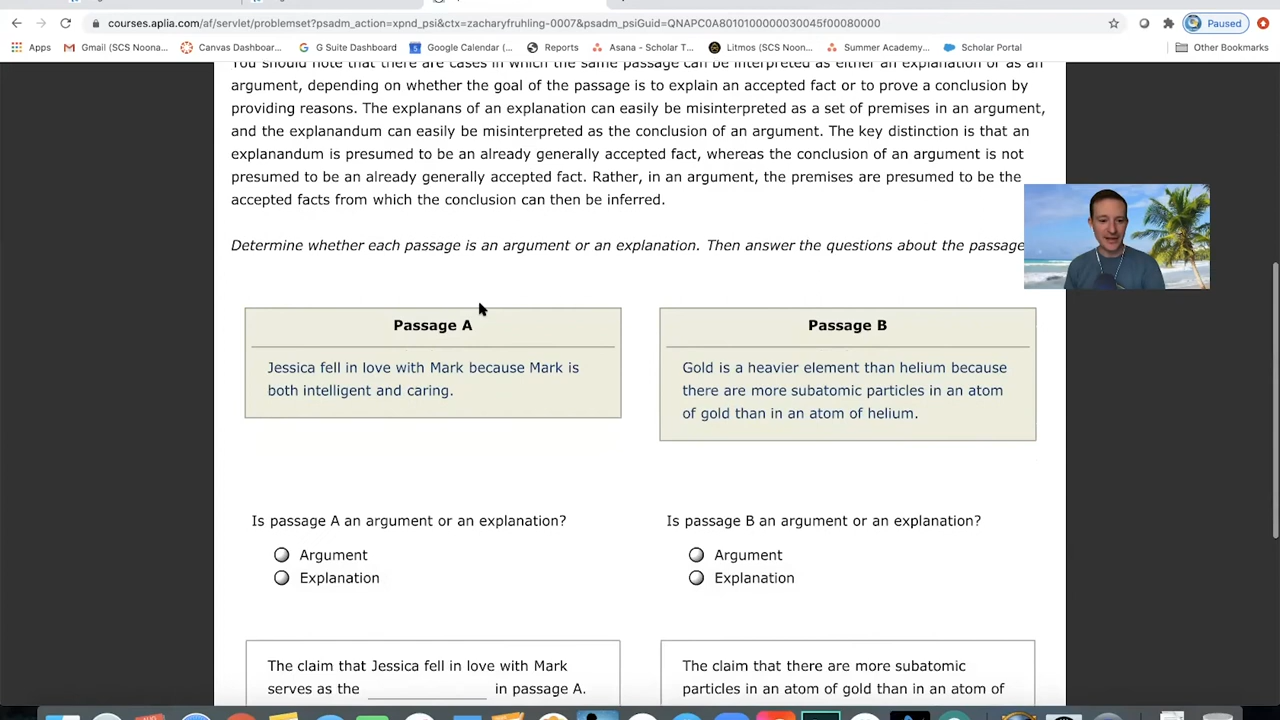 courses.aplia.com/af/servlet/problemset?psadm_action=xpnd_psi&ctx=zacharyfruhling-0007&psadm_psiGuid=QNAPC0A8010100000030045f00080000
Paused
Apps
Gmail (SCS Noona...
Canvas Dashboar...
G Suite Dashboard
Google Calendar (...
Reports
Asana - Scholar T...
Litmos (SCS Noon...
Summer Academy...
Scholar Portal
Other Bookmarks
You should note that there are cases in which the same passage can be interpreted as either an explanation or as an
argument, depending on whether the goal of the passage is to explain an accepted fact or to prove a conclusion by
providing reasons. The explanans of an explanation can easily be misinterpreted as a set of premises in an argument,
and the explanandum can easily be misinterpreted as the conclusion of an argument. The key distinction is that an
explanandum is presumed to be an already generally accepted fact, whereas the conclusion of an argument is not
presumed to be an already generally accepted fact. Rather, in an argument, the premises are presumed to be the
accepted facts from which the conclusion can then be inferred.
Determine whether each passage is an argument or an explanation. Then answer the questions about the passage
Passage A
Jessica fell in love with Mark because Mark is
both intelligent and caring.
Passage B
Gold is a heavier element than helium because
there are more subatomic particles in an atom
of gold than in an atom of helium.
Is passage A an argument or an explanation?
Argument
Explanation
Is passage B an argument or an explanation?
Argument
Explanation
The claim that Jessica fell in love with Mark
serves as the ______________ in passage A.
The claim that there are more subatomic
particles in an atom of gold than in an atom of